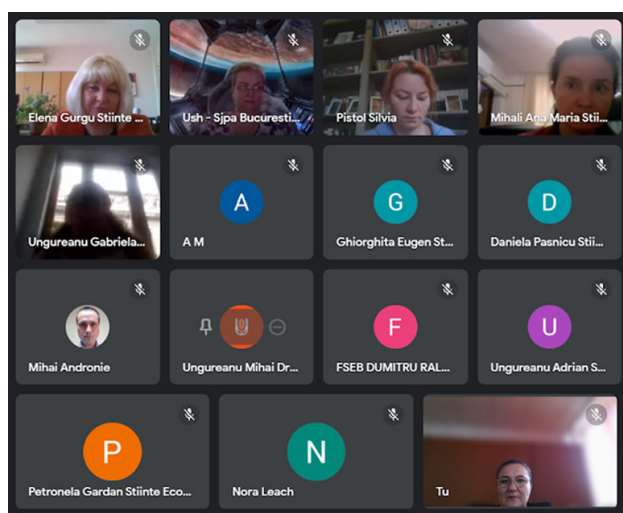 Elena Gurgu Stiinte ...
Ush - Sjpa Bucuresti...
Pistol Silvia
Mihali Ana Maria Stii...
Ungureanu Gabriela...
A
A M
G
Ghiorghita Eugen St...
D
Daniela Pasnicu Stii...
Mihai Andronie
U
Ungureanu Mihai Dr...
F
FSEB DUMITRU RAL...
U
Ungureanu Adrian S...
P
Petronela Gardan Stiinte Eco...
N
Nora Leach
Tu